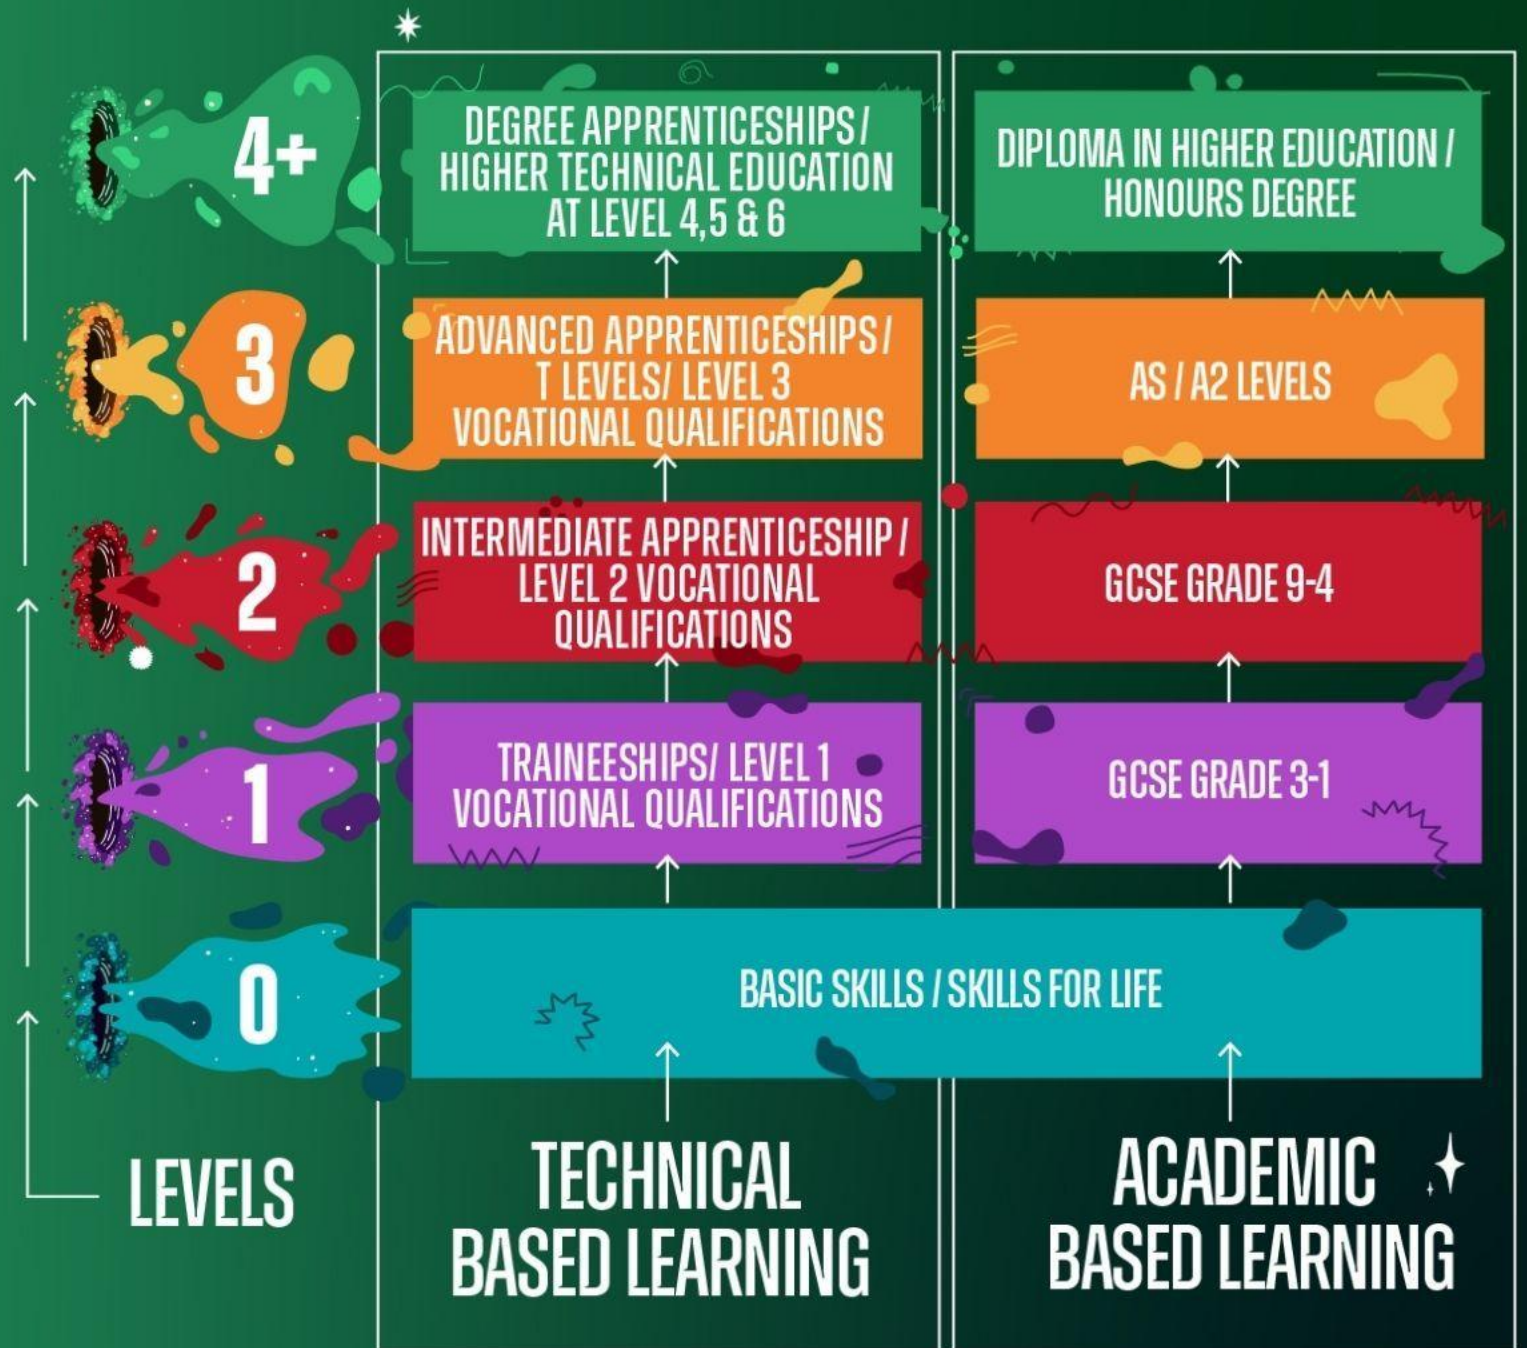 4+
DEGREE APPRENTICESHIPS /
HIGHER TECHNICAL EDUCATION
AT LEVEL 4,5 & 6
DIPLOMA IN HIGHER EDUCATION /
HONOURS DEGREE
3
ADVANCED APPRENTICESHIPS /
T LEVELS/ LEVEL 3
VOCATIONAL QUALIFICATIONS
AS / A2 LEVELS
2
INTERMEDIATE APPRENTICESHIP /
LEVEL 2 VOCATIONAL
QUALIFICATIONS
GCSE GRADE 9-4
1
TRAINEESHIPS/ LEVEL 1
VOCATIONAL QUALIFICATIONS
GCSE GRADE 3-1
0
BASIC SKILLS / SKILLS FOR LIFE
LEVELS
TECHNICAL
BASED LEARNING
ACADEMIC
BASED LEARNING